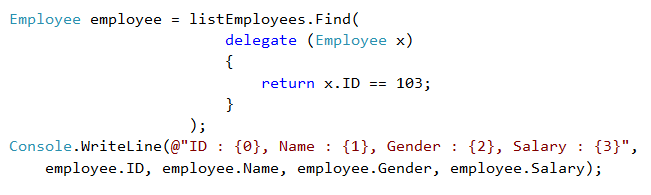 Employee employee = listEmployees.Find(
                        delegate (Employee x)
                        {
                            return x.ID == 103;
                        }
                    );
Console.WriteLine(@"ID : {0}, Name : {1}, Gender : {2}, Salary : {3}",
    employee.ID, employee.Name, employee.Gender, employee.Salary);